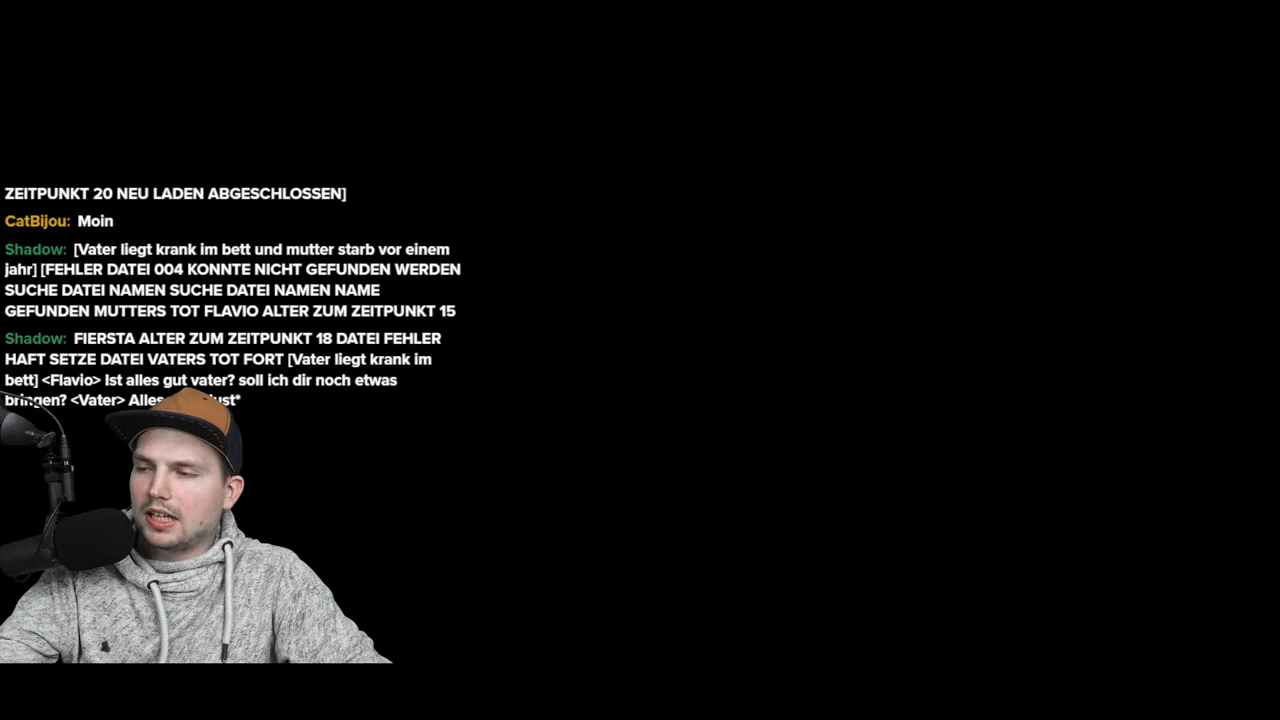 ZEITPUNKT 20 NEU LADEN ABGESCHLOSSEN]
CatBijou: Moin
Shadow: [Vater liegt krank im bett und mutter starb vor einem
jahr] [FEHLER DATEI 004 KONNTE NICHT GEFUNDEN WERDEN
SUCHE DATEI NAMEN SUCHE DATEI NAMEN NAME
GEFUNDEN MUTTERS TOT FLAVIO ALTER ZUM ZEITPUNKT 15
Shadow: FIERSTA ALTER ZUM ZEITPUNKT 18 DATEI FEHLER
HAFT SETZE DATEI VATERS TOT FORT [Vater liegt krank im
bett] <Flavio> Ist alles gut vater? soll ich dir noch etwas
bringen? <Vater>